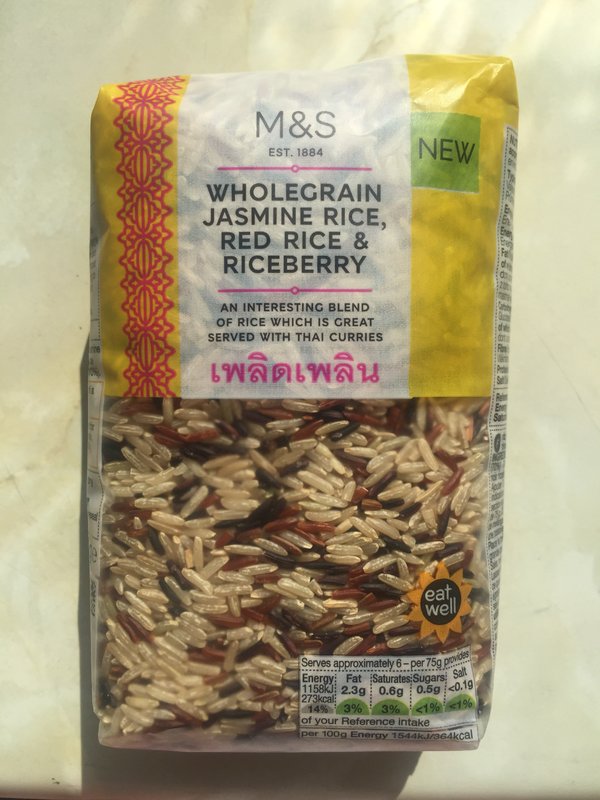 M&S
EST. 1884
NEW
WHOLEGRAIN
JASMINE RICE,
RED RICE &
RICEBERRY
AN INTERESTING BLEND
OF RICE WHICH IS GREAT
SERVED WITH THAI CURRIES
เพลิดเพลิน
eat
well
Serves approximately 6 – per 75g provides
Energy Fat Saturates Sugars Salt
1158kJ 2.3g 0.6g 0.5g <0.1g
273kcal
14% 3% 3% <1% <1%
of your Reference Intake
per 100g Energy 1544kJ/364kcal